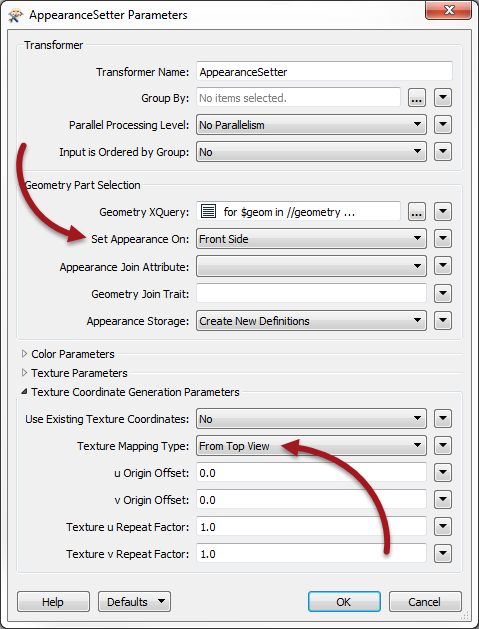 AppearanceSetter Parameters
Transformer
Transformer Name: AppearanceSetter
Group By: No items selected. ...
Parallel Processing Level: No Parallelism
Input is Ordered by Group: No
Geometry Part Selection
Geometry XQuery: for $geom in //geometry ... ...
Set Appearance On: Front Side
Appearance Join Attribute:
Geometry Join Trait:
Appearance Storage: Create New Definitions
Color Parameters
Texture Parameters
Texture Coordinate Generation Parameters
Use Existing Texture Coordinates: No
Texture Mapping Type: From Top View
u Origin Offset: 0.0
v Origin Offset: 0.0
Texture u Repeat Factor: 1.0
Texture v Repeat Factor: 1.0
Help Defaults OK Cancel